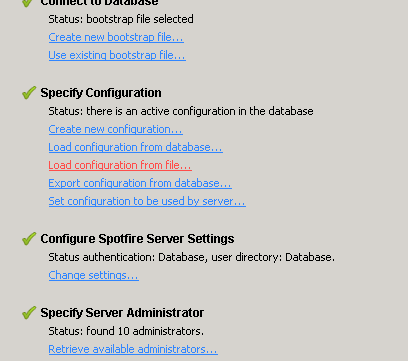 Connect to Database
Status: bootstrap file selected
Create new bootstrap file...
Use existing bootstrap file...
Specify Configuration
Status: there is an active configuration in the database
Create new configuration...
Load configuration from database...
Load configuration from file...
Export configuration from database...
Set configuration to be used by server...
Configure Spotfire Server Settings
Status authentication: Database, user directory: Database.
Change settings...
Specify Server Administrator
Status: found 10 administrators.
Retrieve available administrators...